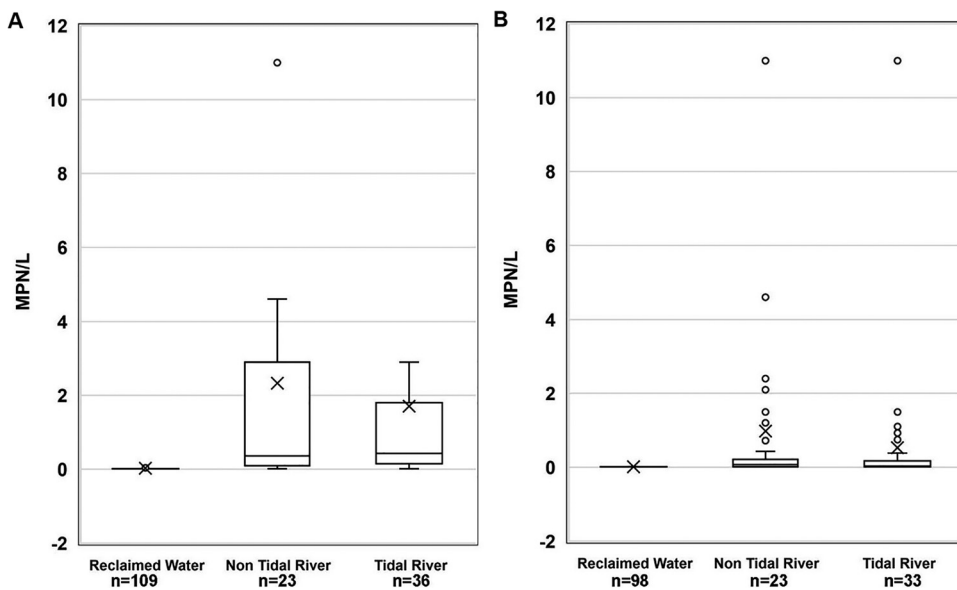 A
MPN/L
12
10
8
6
4
2
0
-2
Reclaimed Water
n=109
Non Tidal River
n=23
Tidal River
n=36
B
MPN/L
12
10
8
6
4
2
0
-2
Reclaimed Water
n=98
Non Tidal River
n=23
Tidal River
n=33